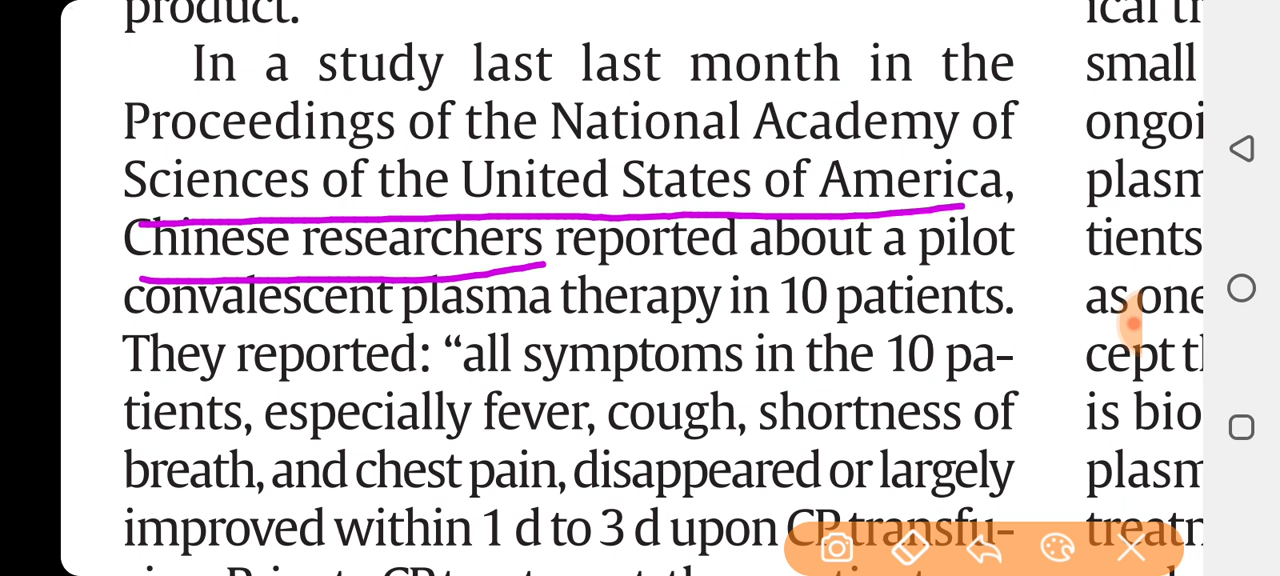 product.
In a study last last month in the
Proceedings of the National Academy of
Sciences of the United States of America,
Chinese researchers reported about a pilot
convalescent plasma therapy in 10 patients.
They reported: “all symptoms in the 10 pa-
tients, especially fever, cough, shortness of
breath, and chest pain, disappeared or largely
improved within 1 d to 3 d upon CP transfu-
small
ongoi
plasm
tients
as one
cept t
is bio
plasm
treatn